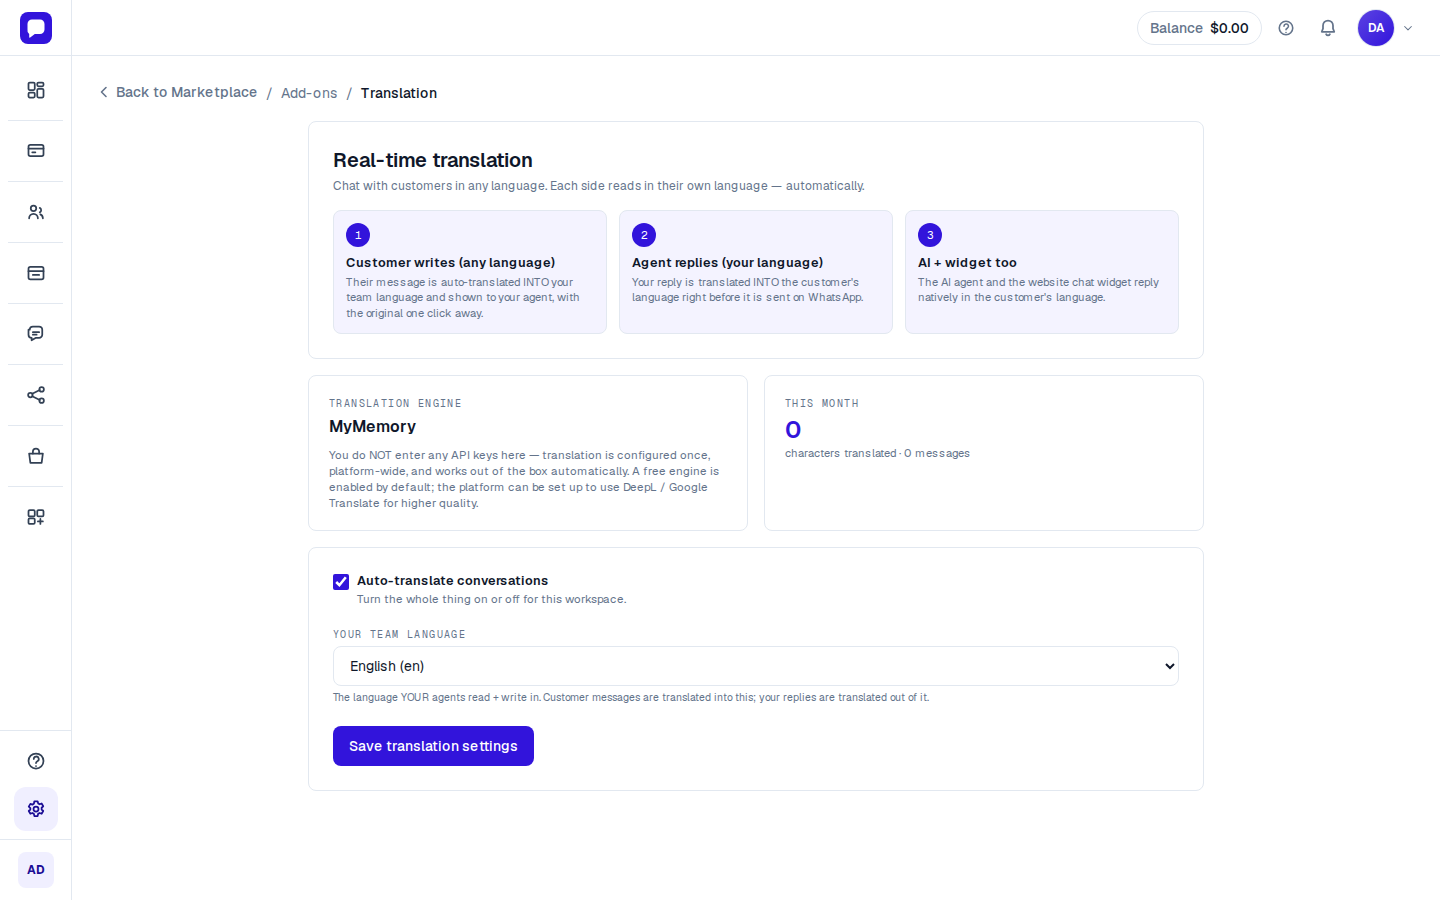 Balance $0.00
DA
Back to Marketplace / Add-ons / Translation
Real-time translation
Chat with customers in any language. Each side reads in their own language — automatically.
1
Customer writes (any language)
Their message is auto-translated INTO your
team language and shown to your agent, with
the original one click away.
2
Agent replies (your language)
Your reply is translated INTO the customer's
language right before it is sent on WhatsApp.
3
AI + widget too
The AI agent and the website chat widget reply
natively in the customer's language.
TRANSLATION ENGINE
MyMemory
You do NOT enter any API keys here — translation is configured once,
platform-wide, and works out of the box automatically. A free engine is
enabled by default; the platform can be set up to use DeepL / Google
Translate for higher quality.
THIS MONTH
0
characters translated · 0 messages
Auto-translate conversations
Turn the whole thing on or off for this workspace.
YOUR TEAM LANGUAGE
English (en)
The language YOUR agents read + write in. Customer messages are translated into this; your replies are translated out of it.
Save translation settings
AD